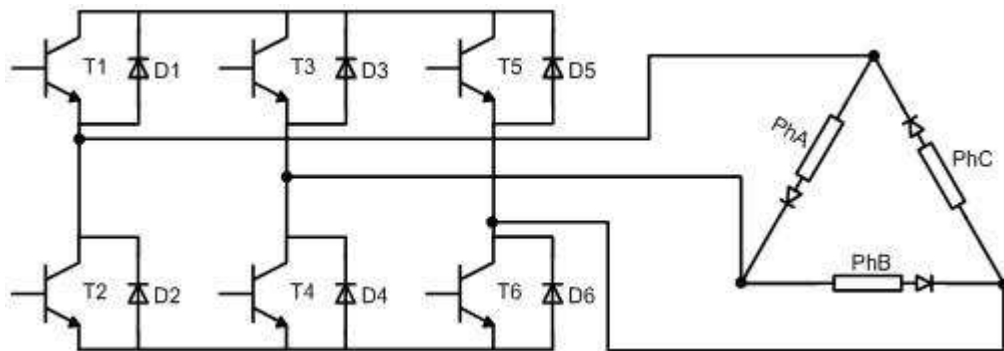 T1 D1 T3 D3 T5 D5
PhA
PhC
PhB
T2 D2 T4 D4 T6 D6